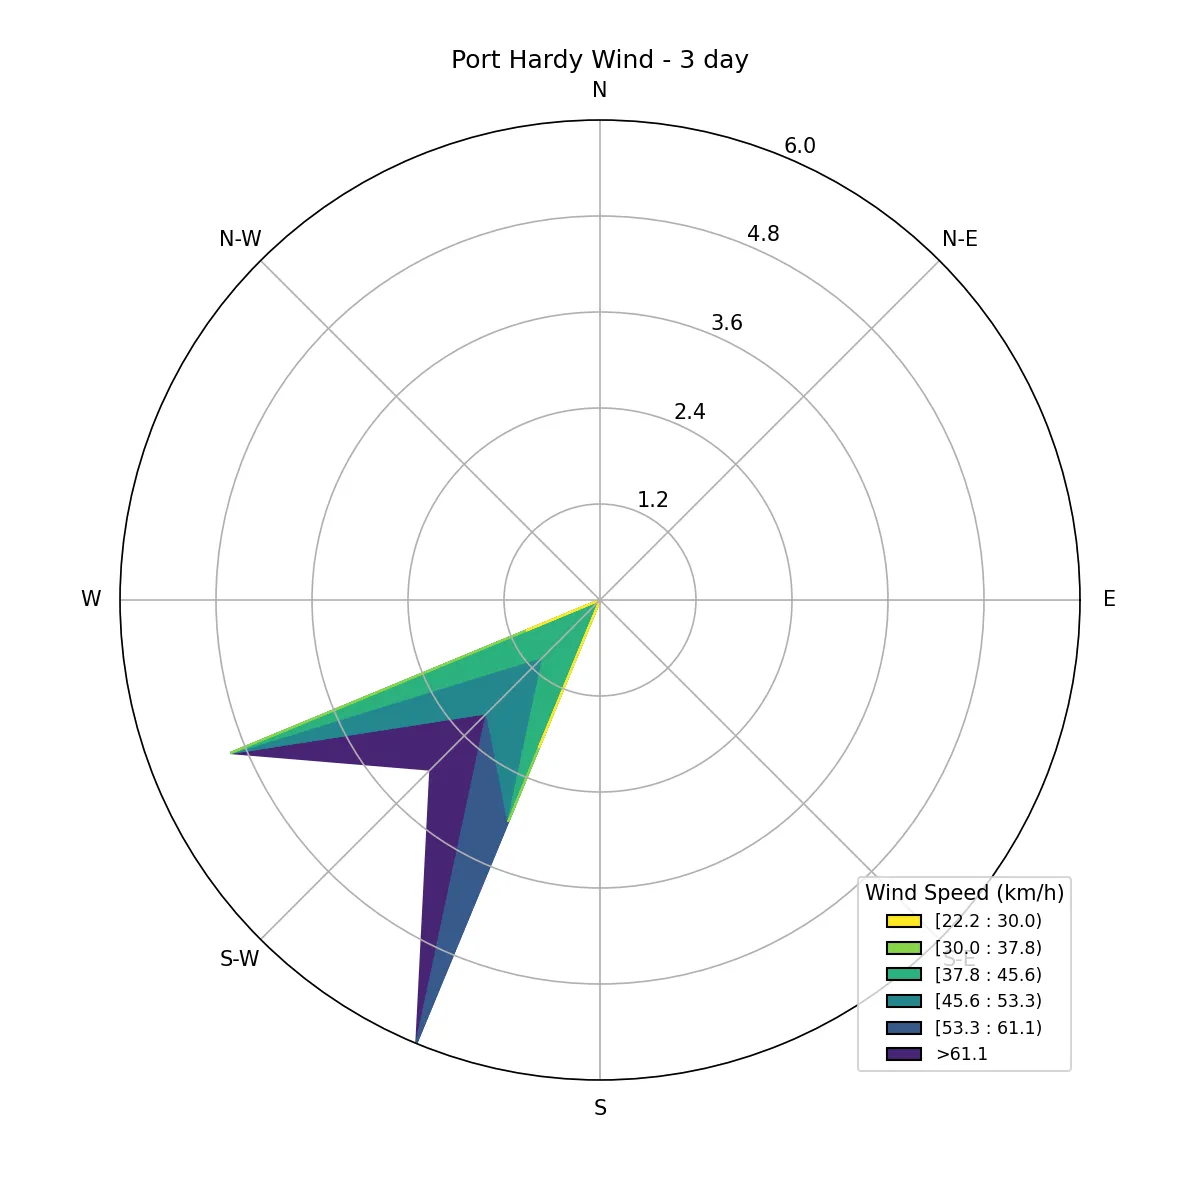 Port Hardy Wind - 3 day
N
6.0
N-W
N-E
4.8
3.6
2.4
1.2
W
E
Wind Speed (km/h)
[22.2 : 30.0)
[30.0 : 37.8)
S-W
S-E
[37.8 : 45.6)
[45.6 : 53.3)
[53.3 : 61.1)
>61.1
S